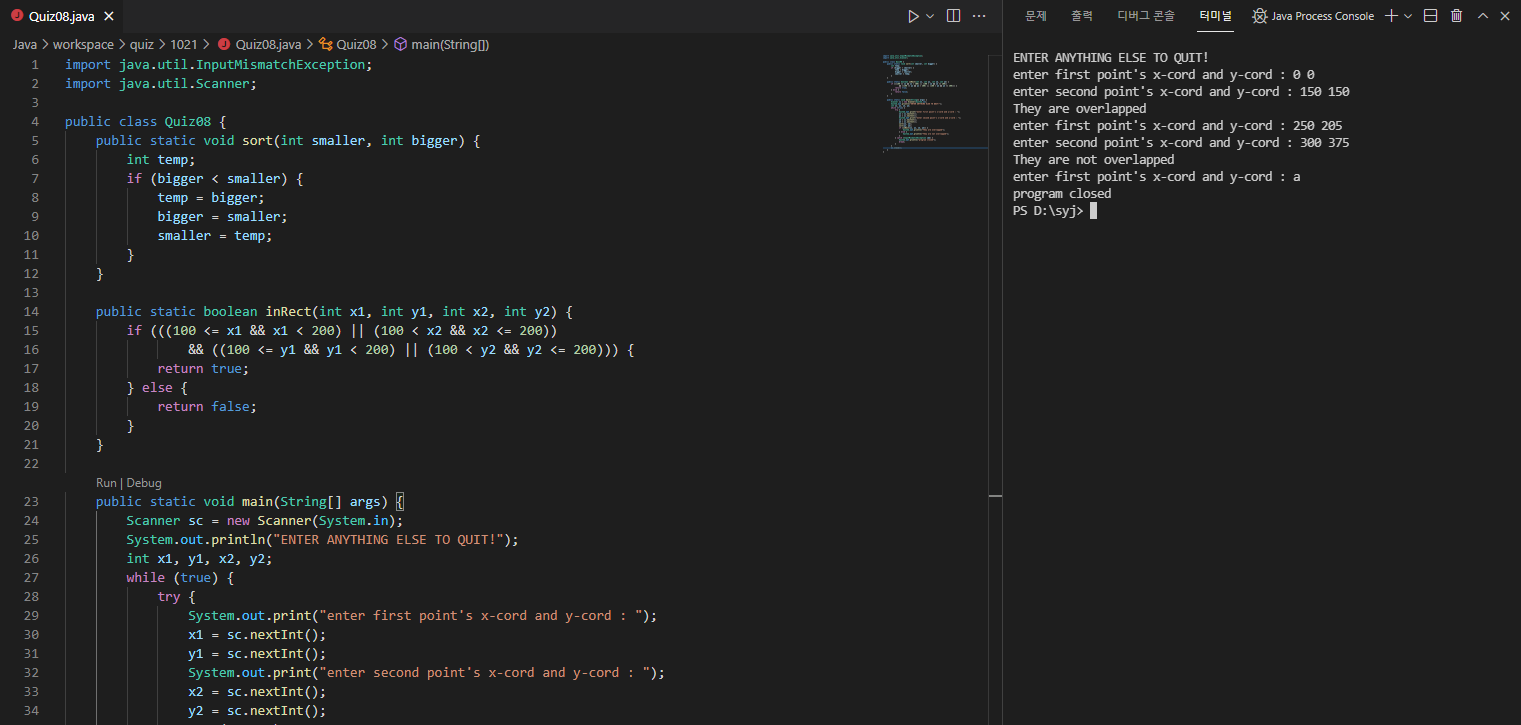 Quiz08.java
Java > workspace > quiz > 1021 > Quiz08.java > Quiz08 > main(String[])
1 import java.util.InputMismatchException;
2 import java.util.Scanner;
3
4 public class Quiz08 {
5 public static void sort(int smaller, int bigger) {
6 int temp;
7 if (bigger < smaller) {
8 temp = bigger;
9 bigger = smaller;
10 smaller = temp;
11 }
12 }
13
14 public static boolean inRect(int x1, int y1, int x2, int y2) {
15 if (((100 <= x1 && x1 < 200) || (100 < x2 && x2 <= 200))
16 && ((100 <= y1 && y1 < 200) || (100 < y2 && y2 <= 200))) {
17 return true;
18 } else {
19 return false;
20 }
21 }
22
Run | Debug
23 public static void main(String[] args) {
24 Scanner sc = new Scanner(System.in);
25 System.out.println("ENTER ANYTHING ELSE TO QUIT!");
26 int x1, y1, x2, y2;
27 while (true) {
28 try {
29 System.out.print("enter first point's x-cord and y-cord : ");
30 x1 = sc.nextInt();
31 y1 = sc.nextInt();
32 System.out.print("enter second point's x-cord and y-cord : ");
33 x2 = sc.nextInt();
34 y2 = sc.nextInt();
문제 출력 디버그 콘솔 터미널 Java Process Console
ENTER ANYTHING ELSE TO QUIT!
enter first point's x-cord and y-cord : 0 0
enter second point's x-cord and y-cord : 150 150
They are overlapped
enter first point's x-cord and y-cord : 250 205
enter second point's x-cord and y-cord : 300 375
They are not overlapped
enter first point's x-cord and y-cord : a
program closed
PS D:\syj>